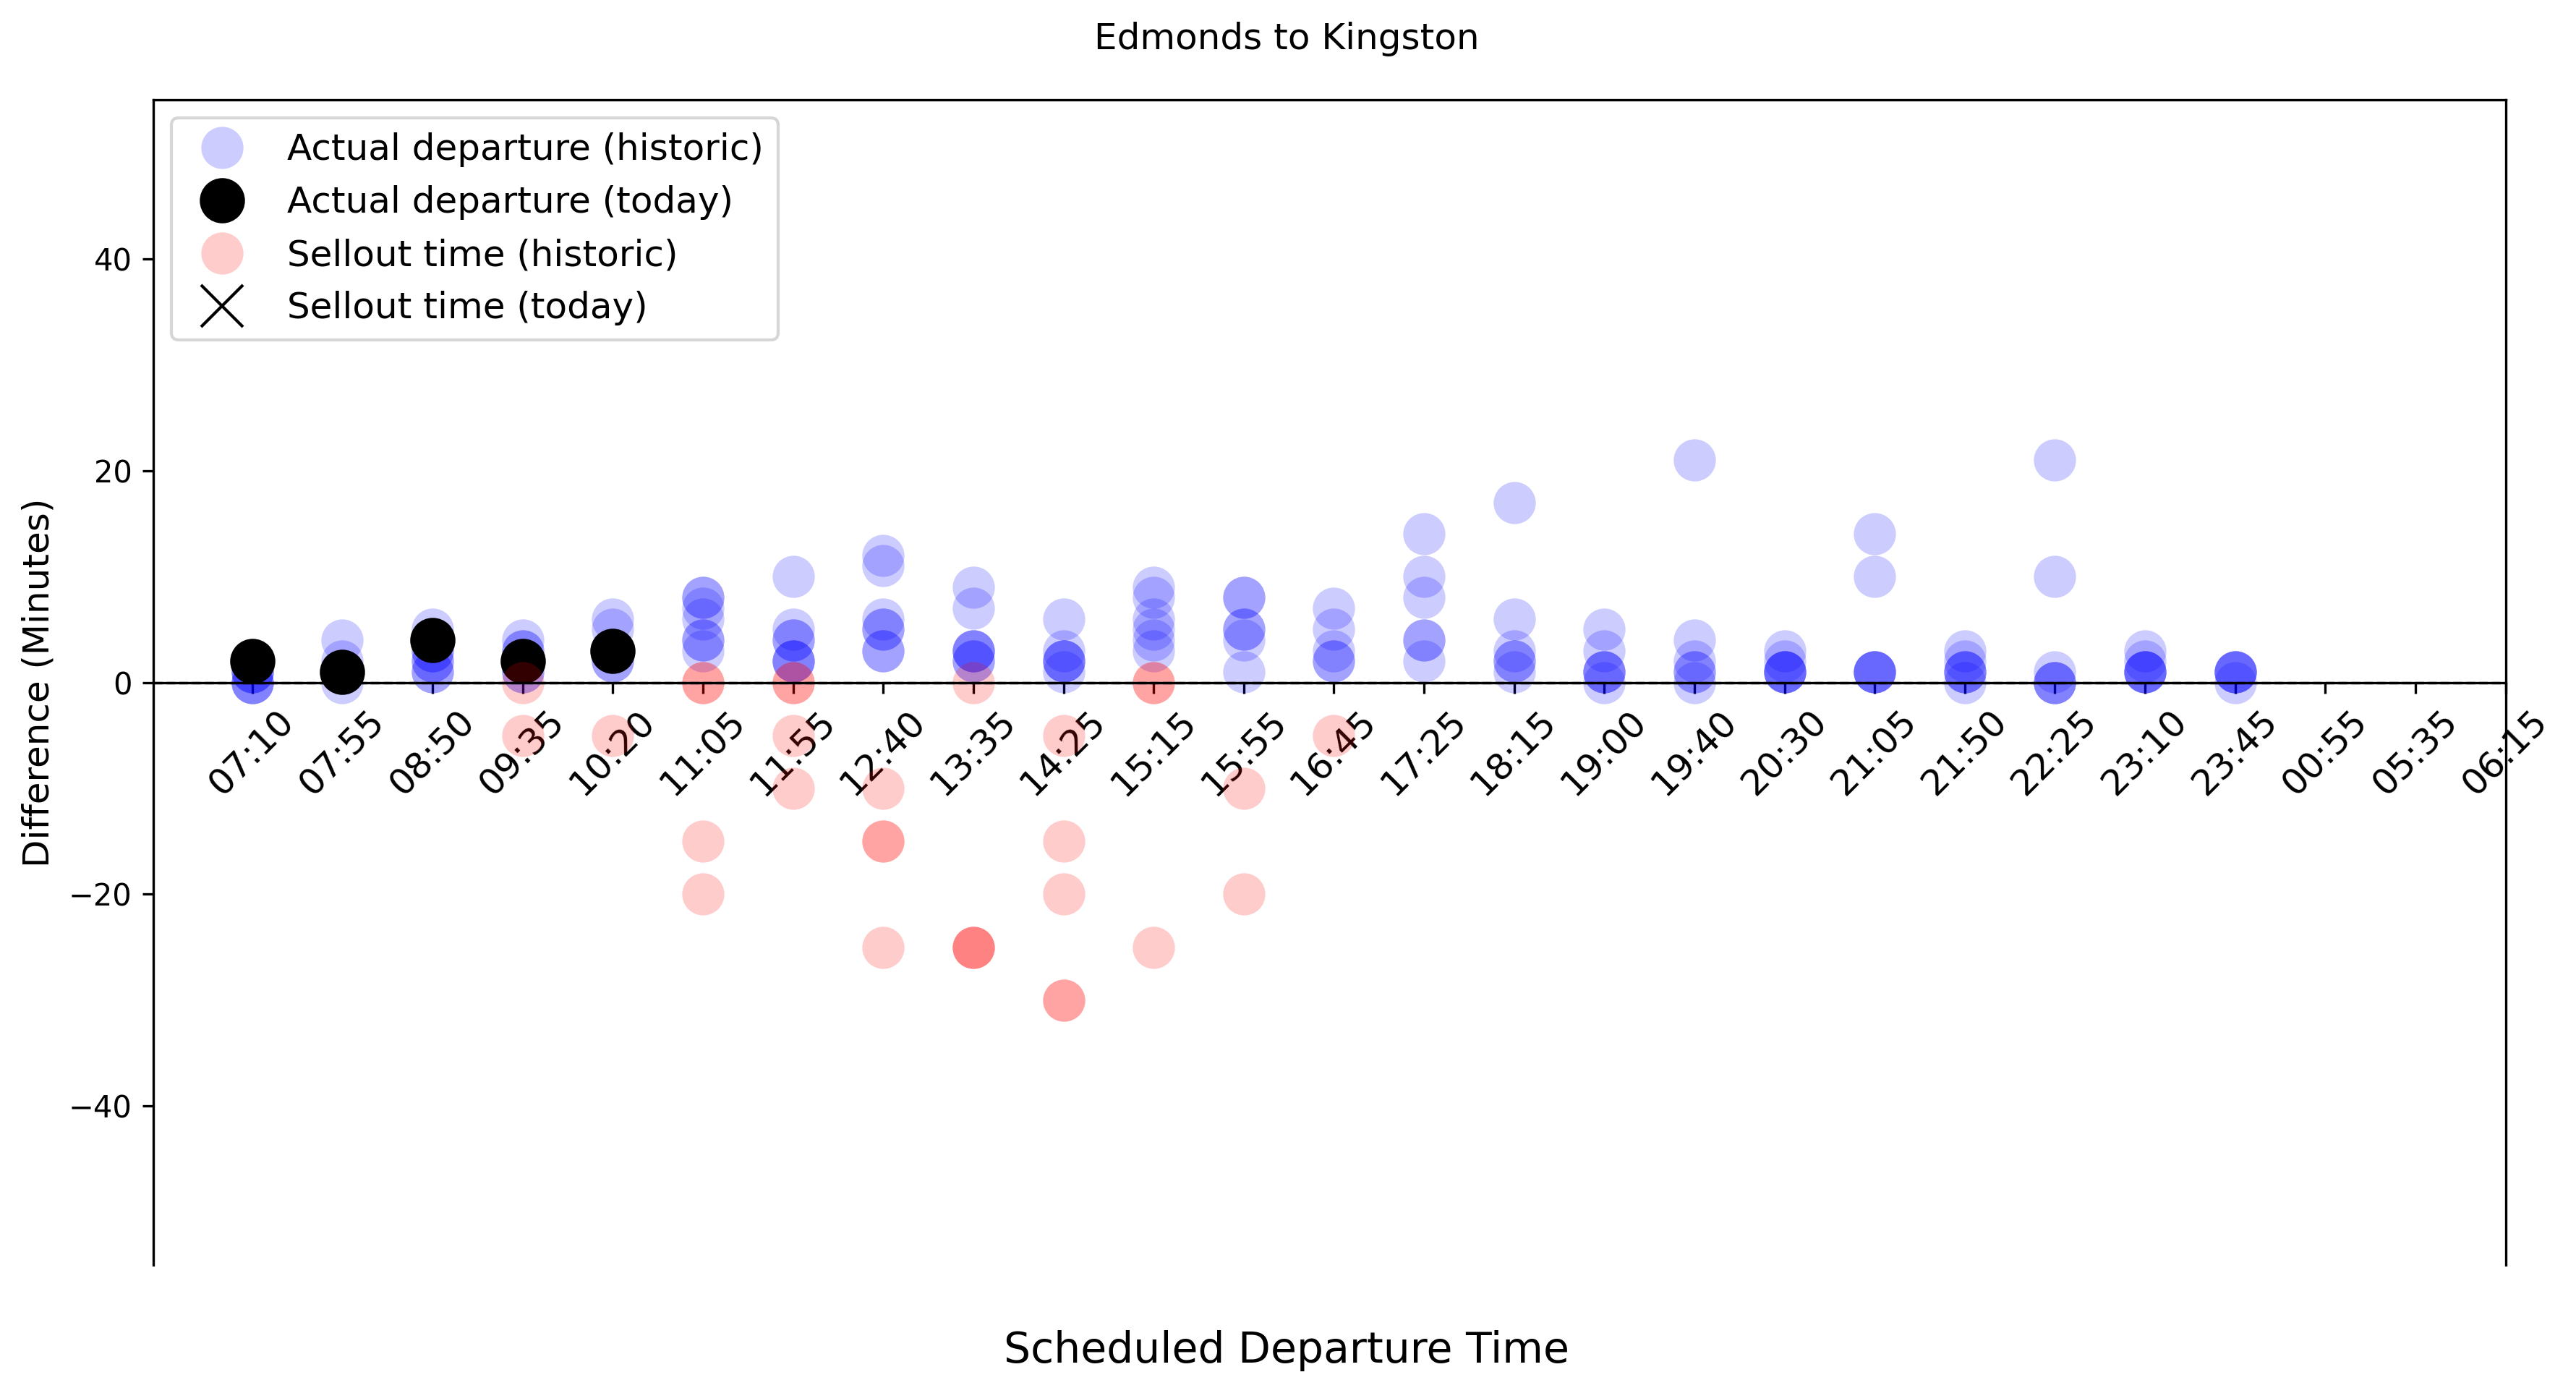 Edmonds to Kingston
Actual departure (historic)
Actual departure (today)
Sellout time (historic)
Sellout time (today)
Difference (Minutes)
40
20
0
−20
−40
07:10 07:55 08:50 09:35 10:20 11:05 11:55 12:40 13:35 14:25 15:15 15:55 16:45 17:25 18:15 19:00 19:40 20:30 21:05 21:50 22:25 23:10 23:45 00:55 05:35 06:15
Scheduled Departure Time